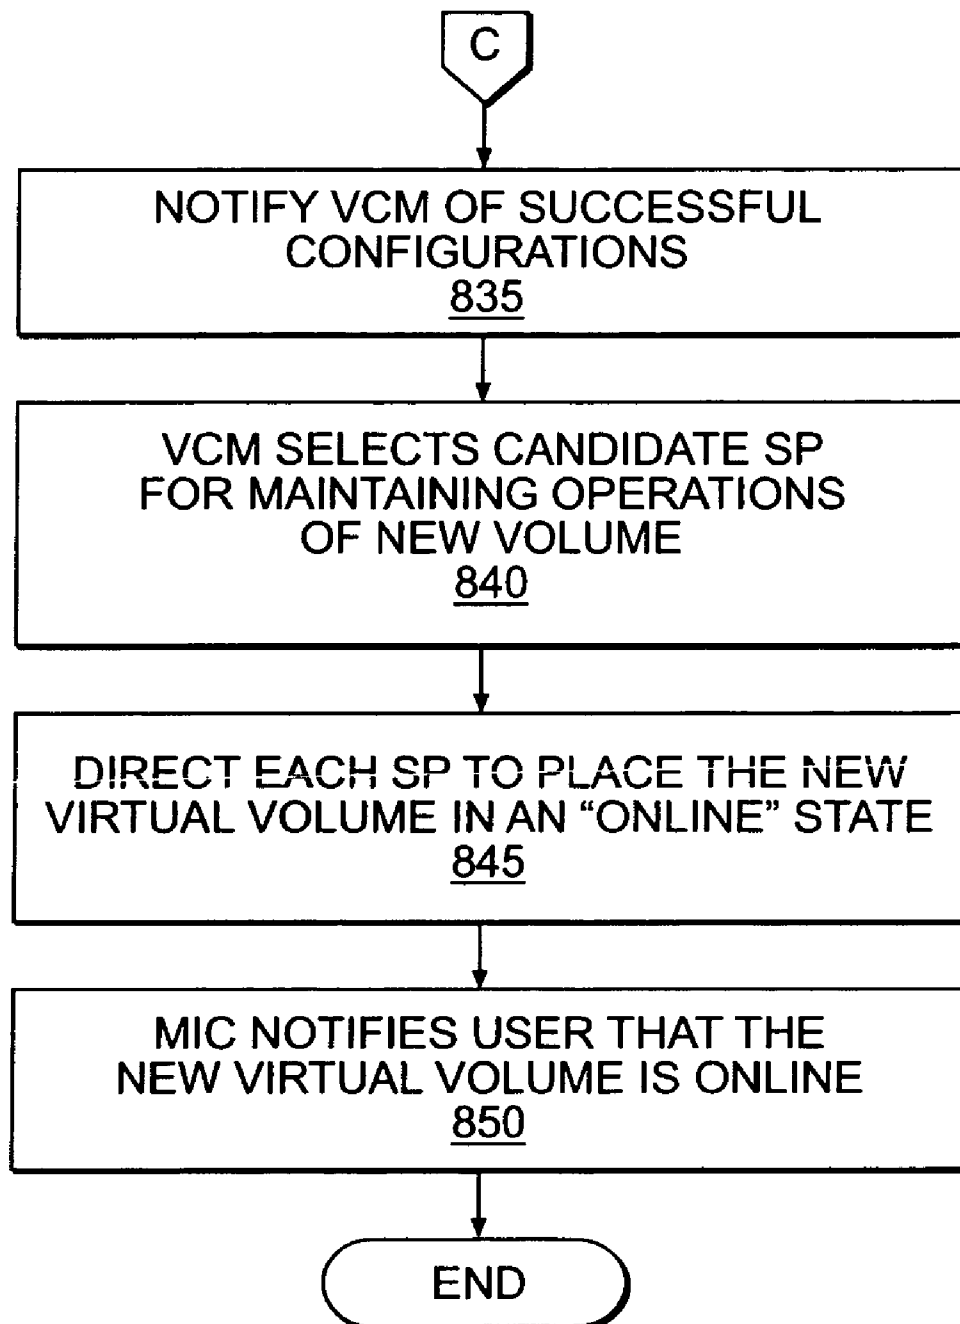 C
NOTIFY VCM OF SUCCESSFUL
CONFIGURATIONS
835
VCM SELECTS CANDIDATE SP
FOR MAINTAINING OPERATIONS
OF NEW VOLUME
840
DIRECT EACH SP TO PLACE THE NEW
VIRTUAL VOLUME IN AN “ONLINE” STATE
845
MIC NOTIFIES USER THAT THE
NEW VIRTUAL VOLUME IS ONLINE
850
END